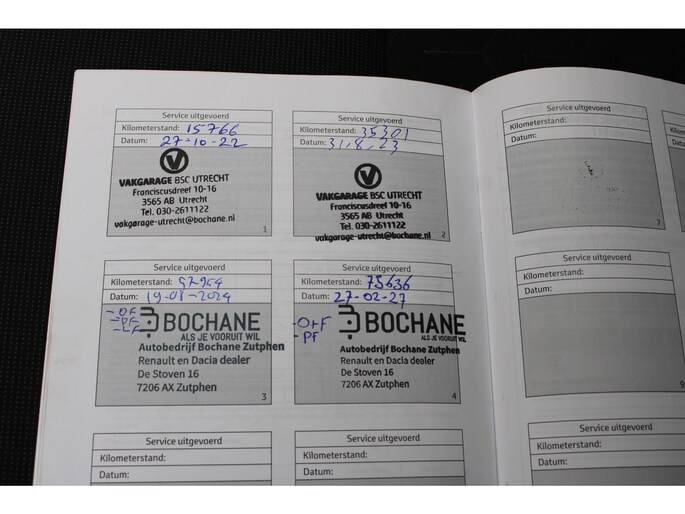 Service uitgevoerd
Kilometerstand: 15766
Datum: 27-10-22
VAKGARAGE BSC UTRECHT
Franciscusdreef 10-16
3565 AB Utrecht
Tel. 030-2611122
vakgarage-utrecht@bochane.nl
1
Service uitgevoerd
Kilometerstand: 35301
Datum: 31.8.23
VAKGARAGE BSC UTRECHT
Franciscusdreef 10-16
3565 AB Utrecht
Tel. 030-2611122
vakgarage-utrecht@bochane.nl
2
Service uitgevoerd
Kilometerstand: 57954
Datum: 19-08-2024
-OF
-PF
-LF
BOCHANE
ALS JE VOORUIT WIL
Autobedrijf Bochane Zutphen
Renault en Dacia dealer
De Stoven 16
7206 AX Zutphen
3
Service uitgevoerd
Kilometerstand: 75636
Datum: 27-02-27
-O+F
-PF
BOCHANE
ALS JE VOORUIT WIL
Autobedrijf Bochane Zutphen
Renault en Dacia dealer
De Stoven 16
7206 AX Zutphen
4
Service uitgevoerd
Kilometerstand:
Datum:
Service uitgevoerd
Kilometerstand:
Datum:
Service uitgevoerd
Kilometerstand:
Datum:
7
Service uitgevoerd
Kilometerstand:
Datum:
9
Service uitgevoerd
Kilometerstand:
Datum: